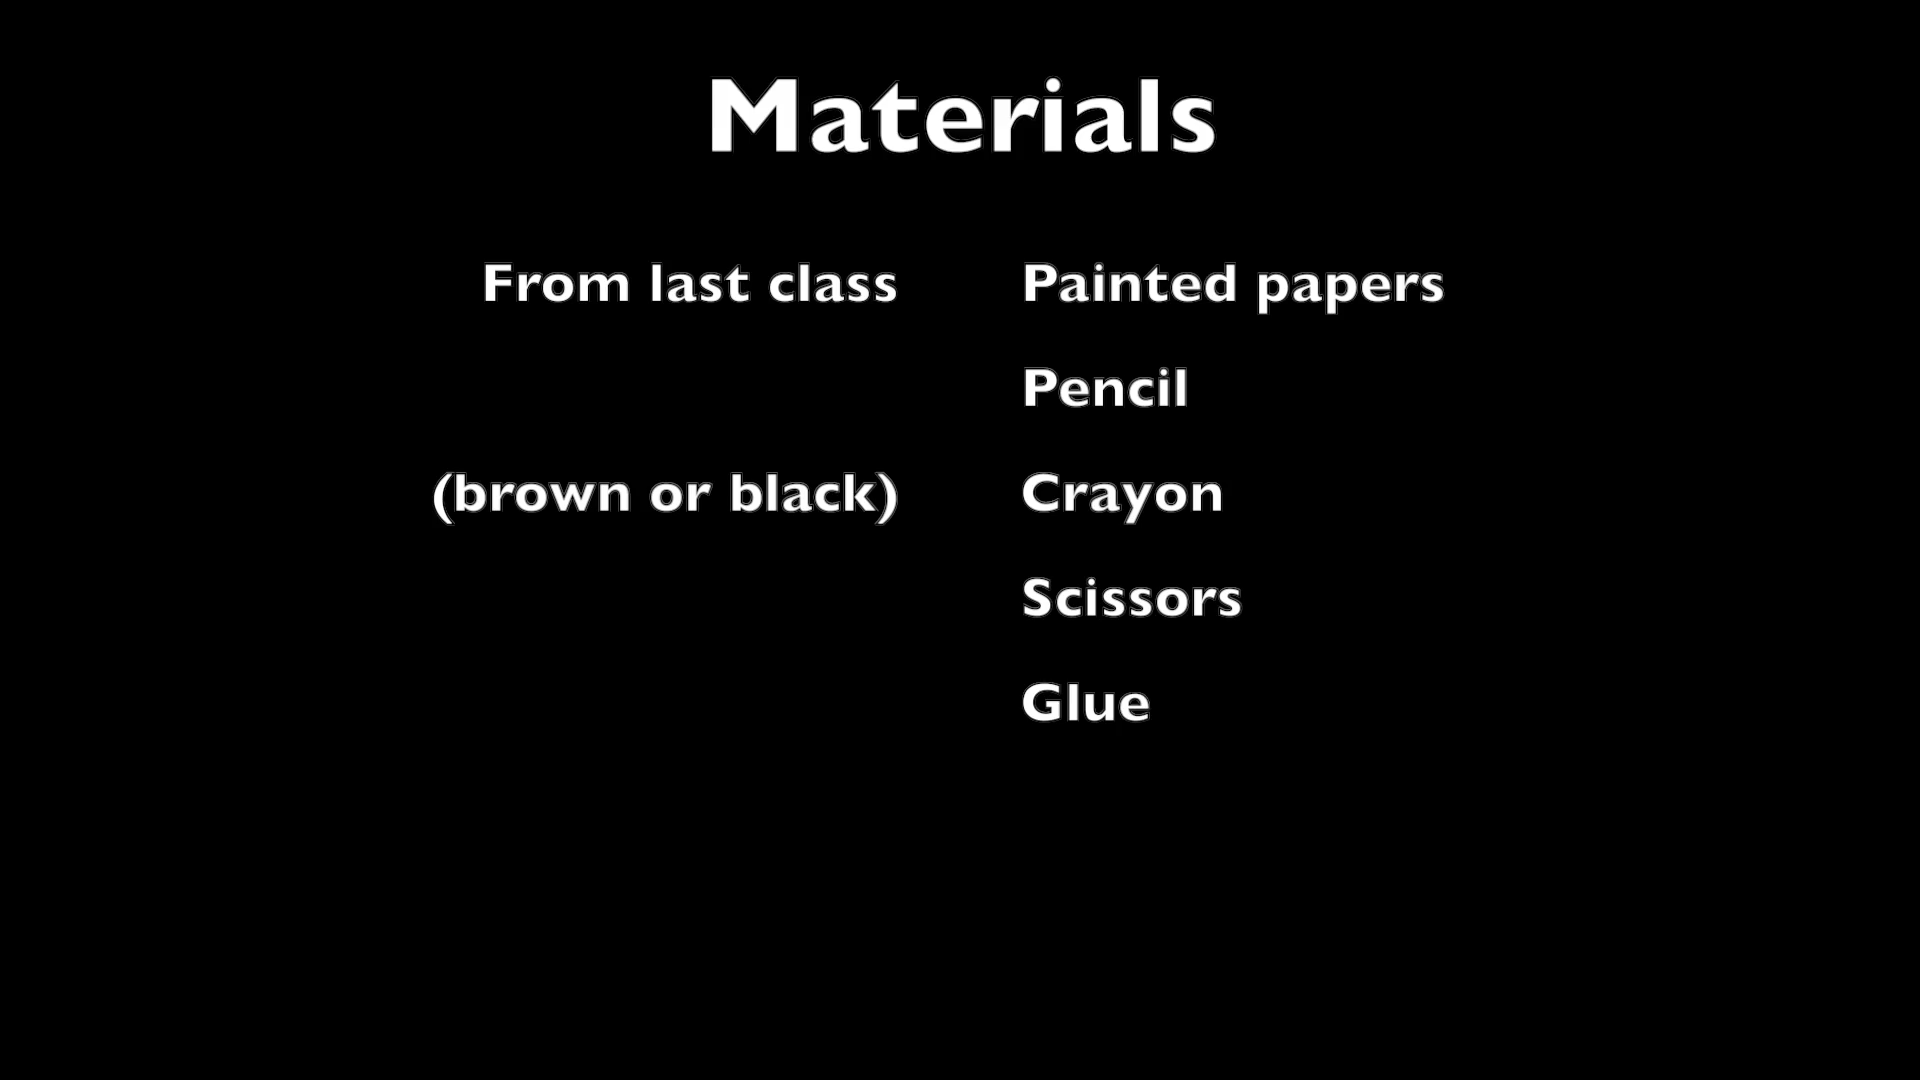 Materials
From last class Painted papers
Pencil
(brown or black) Crayon
Scissors
Glue